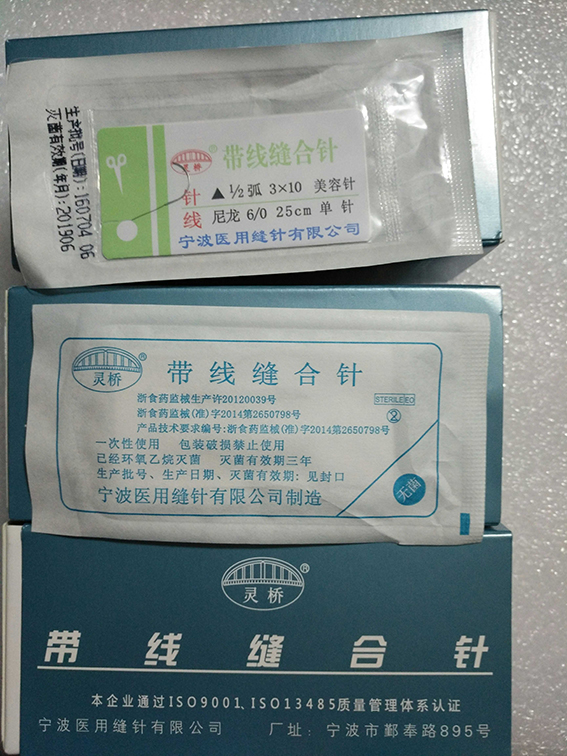 生产批号(日期):160704 06
灭菌有效期(年月):201906
灵桥®
带线缝合针
针 ▲ 1/2弧 3×10 美容针
线 尼龙 6/0 25cm 单 针
宁波医用缝针有限公司
灵桥®
带线缝合针
浙食药监械生产许20120039号
浙食药监械(准)字2014第2650798号
产品技术要求编号:浙食药监械(准)字2014第2650798号
STERILE EO
②
一次性使用 包装破损禁止使用
已经环氧乙烷灭菌 灭菌有效期三年
生产批号、生产日期、灭菌有效期: 见封口
宁波医用缝针有限公司制造
无菌
灵桥®
带线缝合针
本企业通过ISO9001、ISO13485质量管理体系认证
宁波医用缝针有限公司 厂址: 宁波市鄞奉路895号